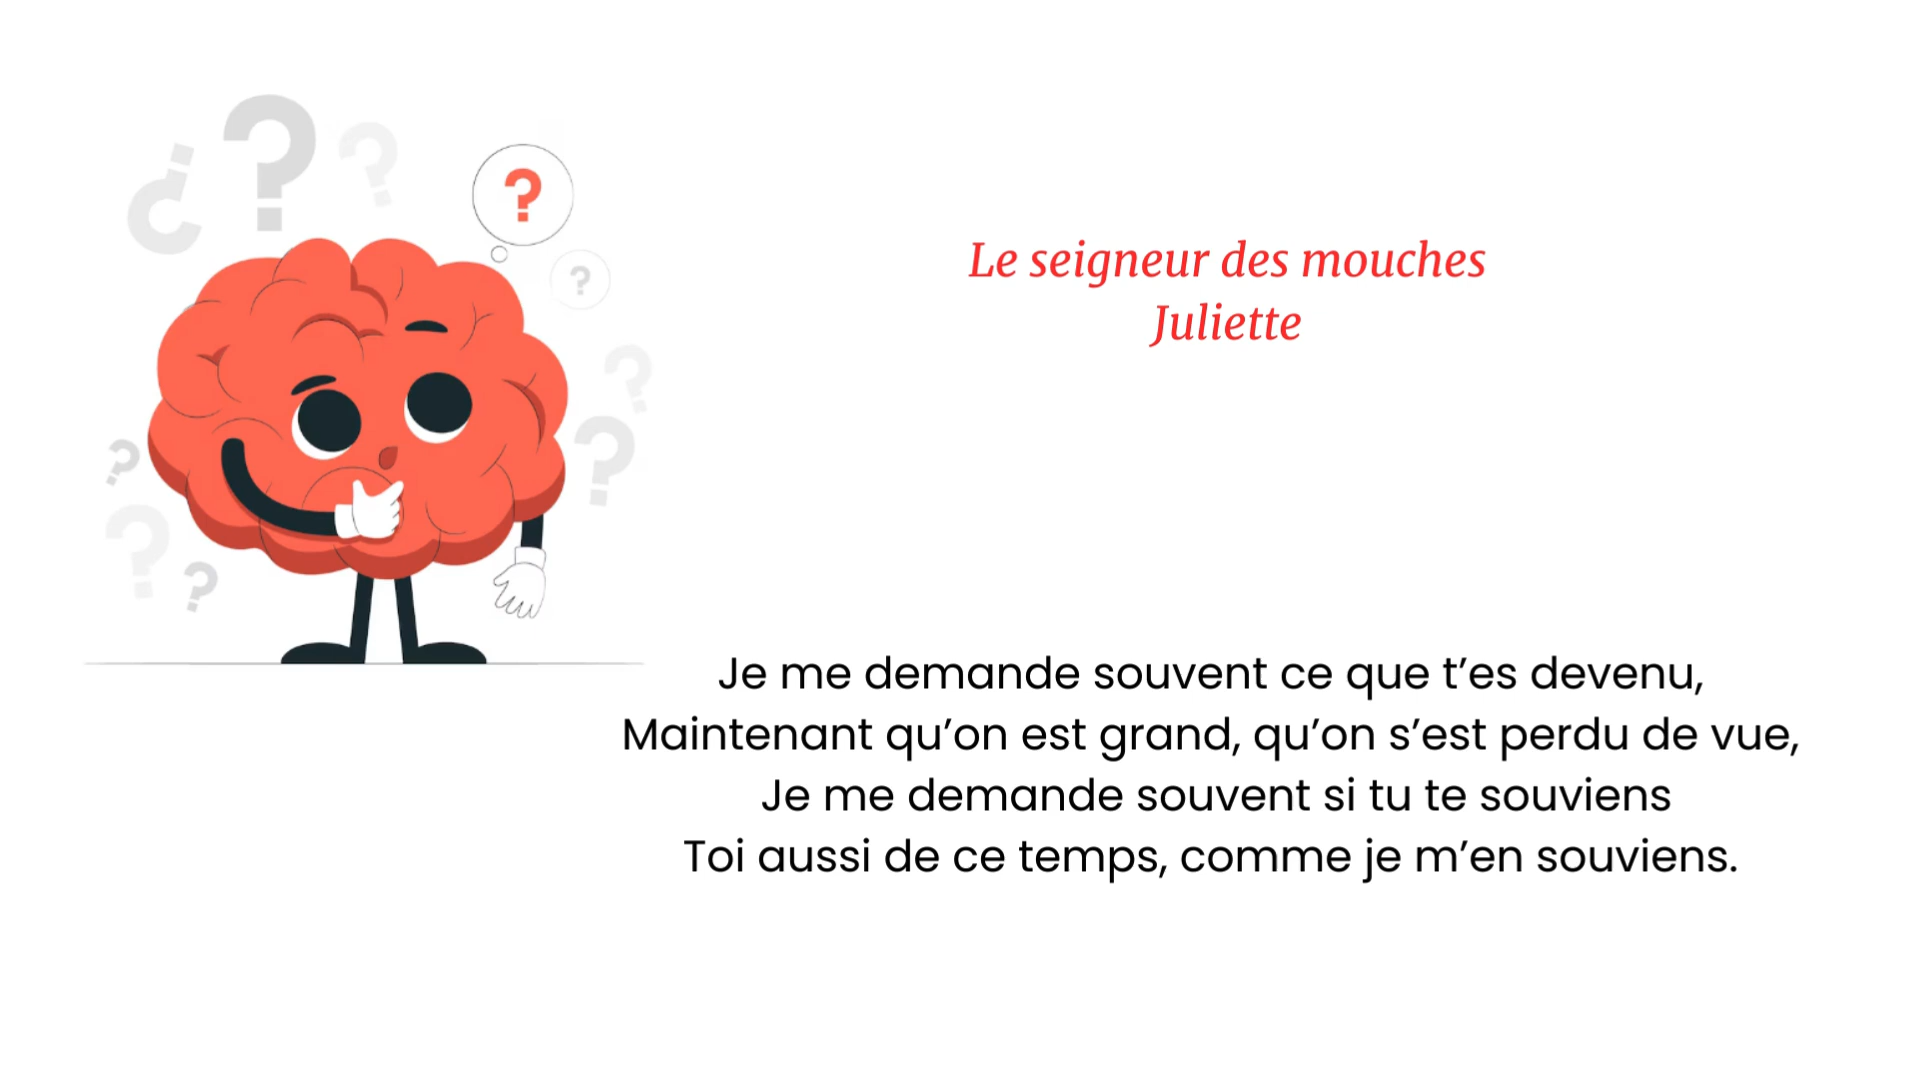 Le seigneur des mouches
Juliette
Je me demande souvent ce que t’es devenu,
Maintenant qu’on est grand, qu’on s’est perdu de vue,
Je me demande souvent si tu te souviens
Toi aussi de ce temps, comme je m’en souviens.